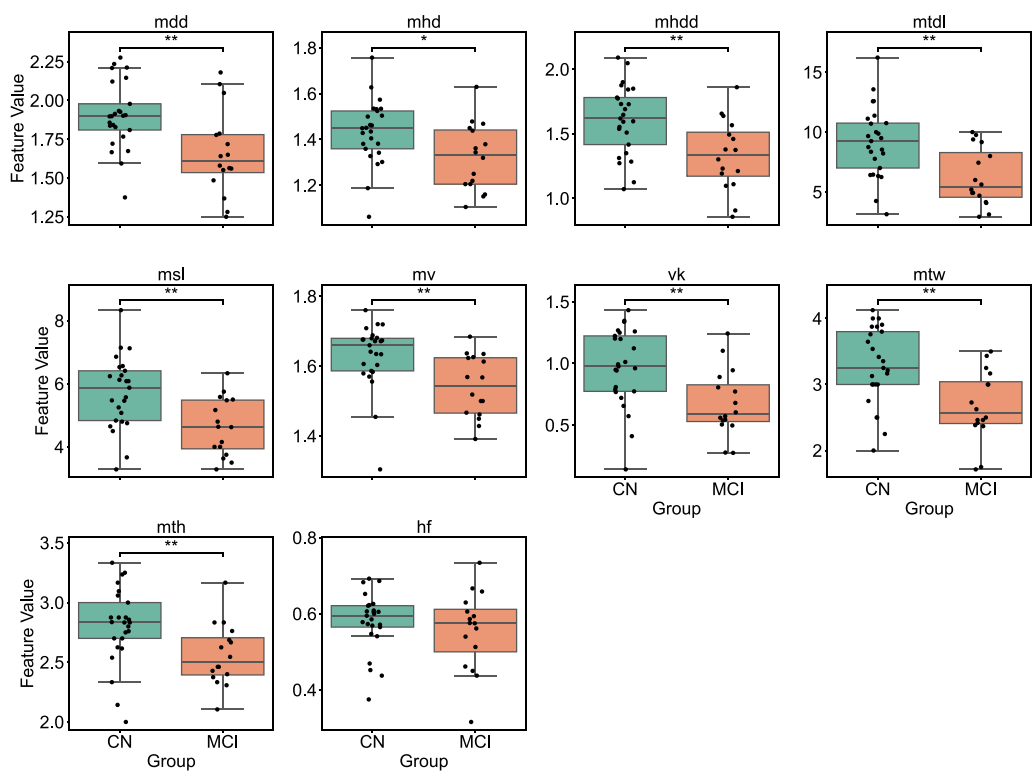 mdd
mhd
mhdd
mtdl
**
*
**
**
Feature Value
2.25
2.00
1.75
1.50
1.25
1.6
1.4
1.2
2.0
1.5
1.0
15
10
5
msl
mv
vk
mtw
**
**
**
**
Feature Value
8
6
4
1.8
1.6
1.4
1.5
1.0
0.5
4
3
2
CN
MCI
CN
MCI
Group
Group
mth
hf
**
Feature Value
3.5
3.0
2.5
2.0
0.8
0.6
0.4
CN
MCI
CN
MCI
Group
Group